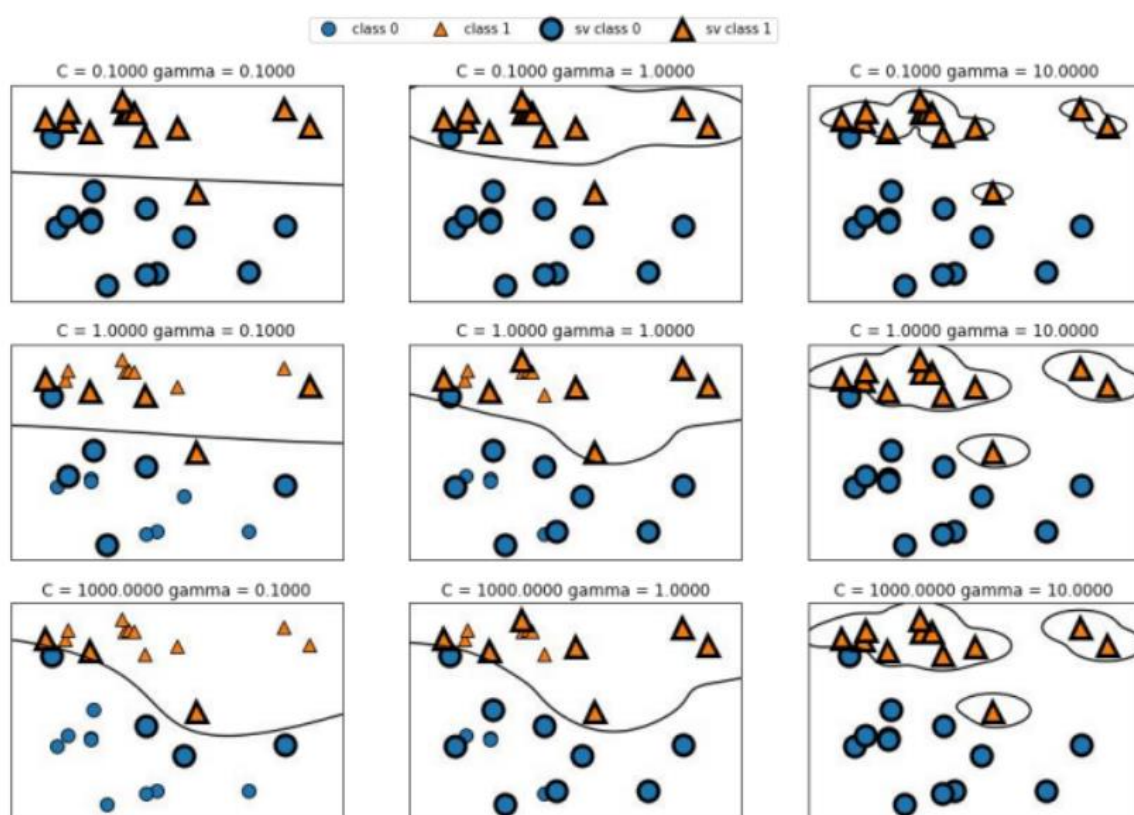 class 0 class 1 sv class 0 sv class 1
C = 0.1000 gamma = 0.1000
C = 0.1000 gamma = 1.0000
C = 0.1000 gamma = 10.0000
C = 1.0000 gamma = 0.1000
C = 1.0000 gamma = 1.0000
C = 1.0000 gamma = 10.0000
C = 1000.0000 gamma = 0.1000
C = 1000.0000 gamma = 1.0000
C = 1000.0000 gamma = 10.0000